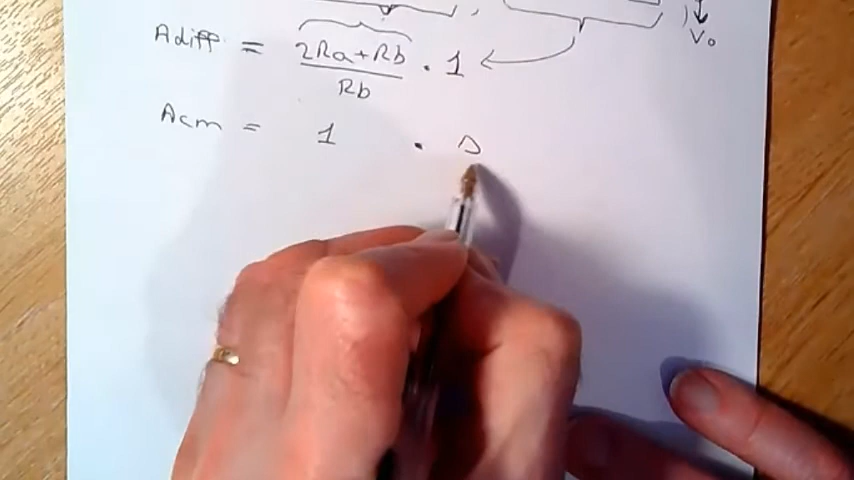 Vo
Adiff = 2Ra+Rb / Rb . 1
Acm = 1 . 0